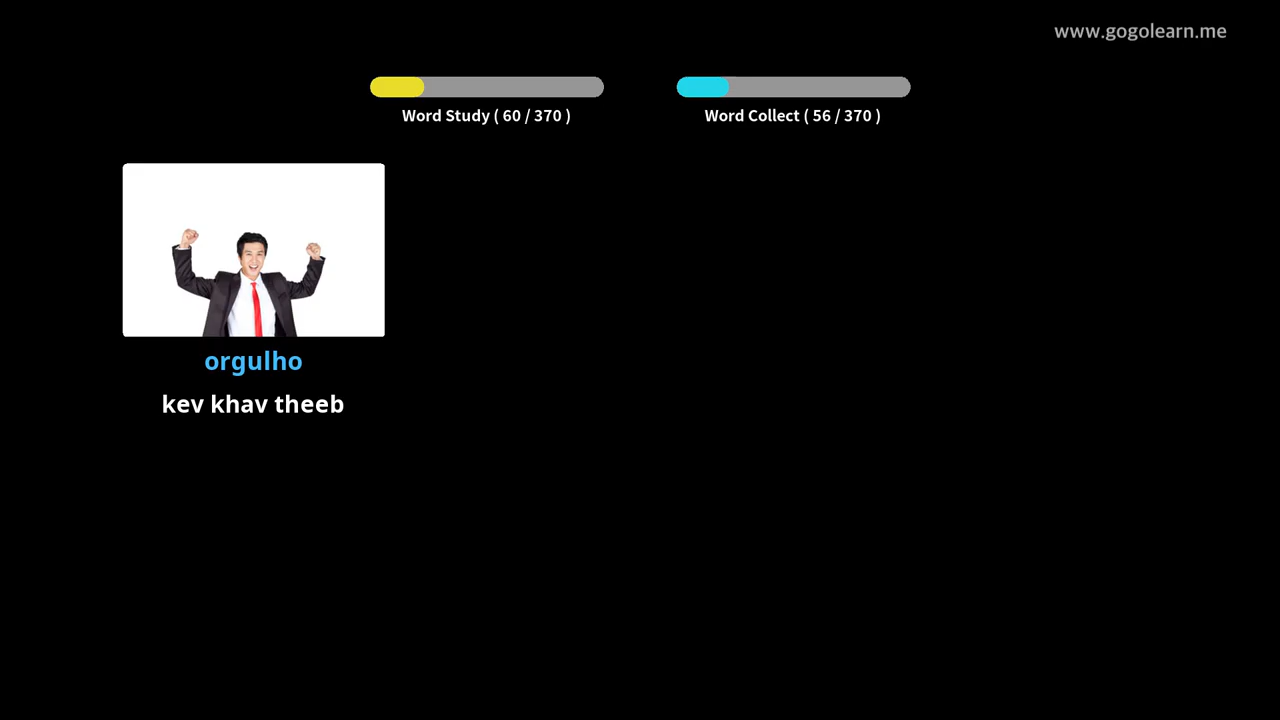 www.gogolearn.me
Word Study ( 60 / 370 )
Word Collect ( 56 / 370 )
orgulho
kev khav theeb